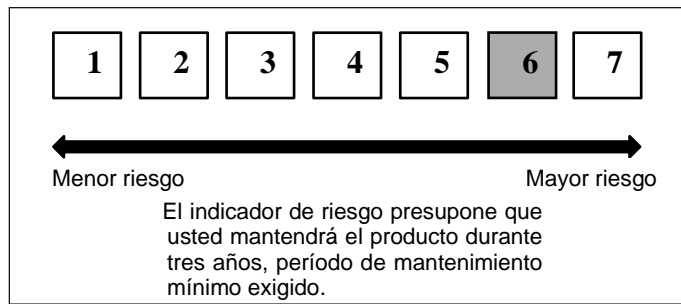 1 2 3 4 5 6 7
Menor riesgo Mayor riesgo
El indicador de riesgo presupone que
usted mantendrá el producto durante
tres años, período de mantenimiento
mínimo exigido.